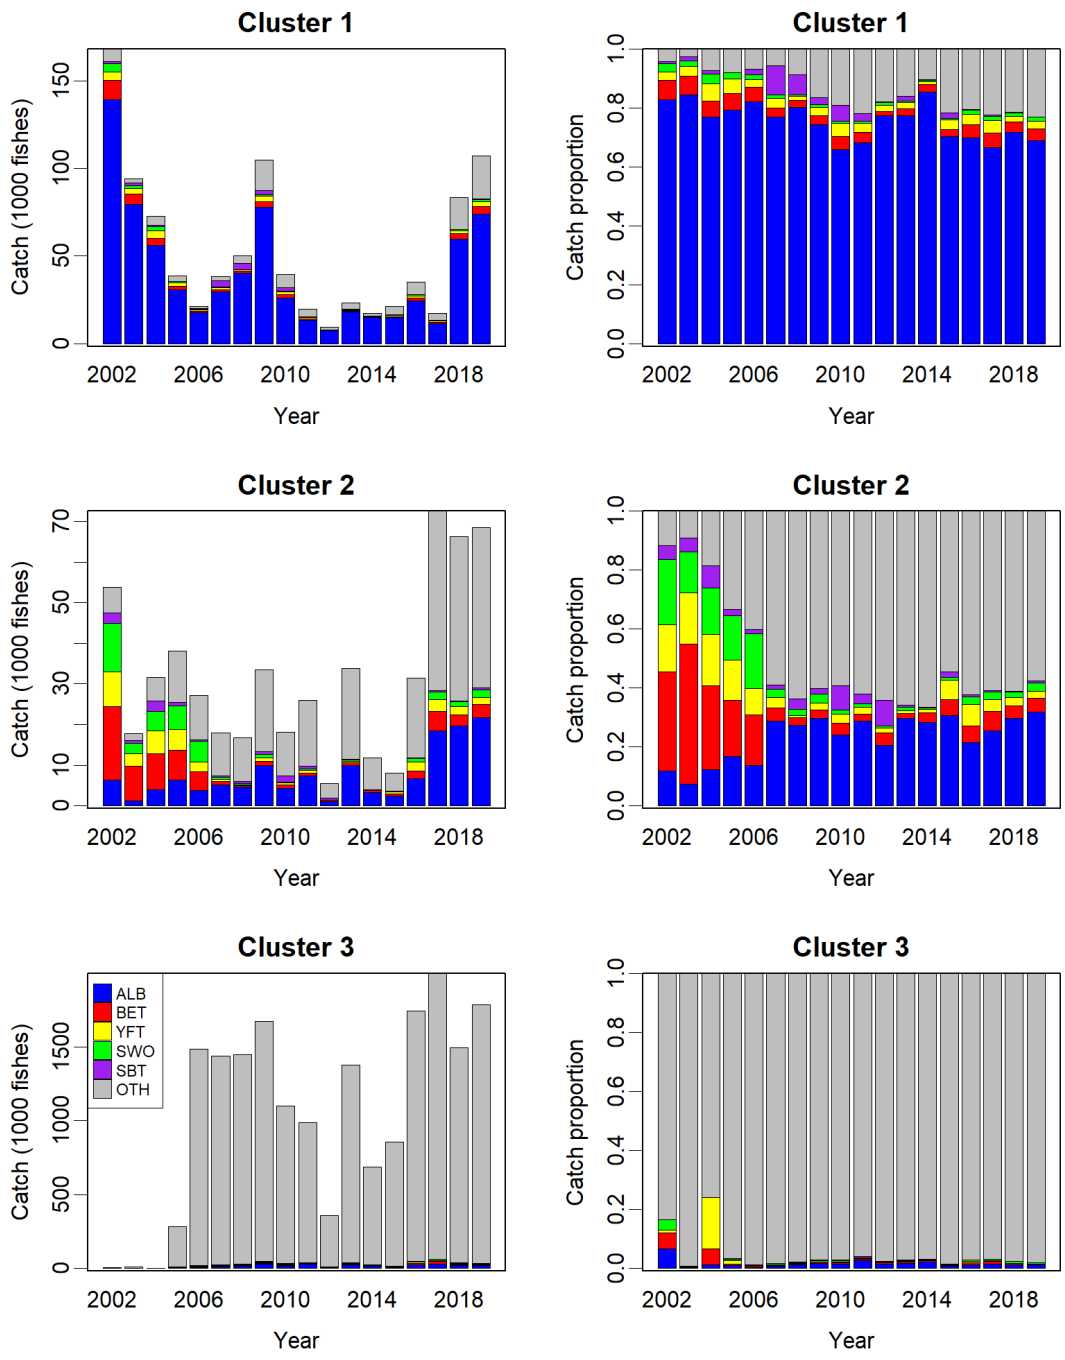 Cluster 1
Catch (1000 fishes)
150
100
50
0
2002 2006 2010 2014 2018
Year
Cluster 1
Catch proportion
1.0
0.8
0.6
0.4
0.2
0.0
2002 2006 2010 2014 2018
Year
Cluster 2
Catch (1000 fishes)
70
50
30
10
0
2002 2006 2010 2014 2018
Year
Cluster 2
Catch proportion
1.0
0.8
0.6
0.4
0.2
0.0
2002 2006 2010 2014 2018
Year
Cluster 3
Catch (1000 fishes)
1500
1000
500
0
ALB
BET
YFT
SWO
SBT
OTH
2002 2006 2010 2014 2018
Year
Cluster 3
Catch proportion
1.0
0.8
0.6
0.4
0.2
0.0
2002 2006 2010 2014 2018
Year